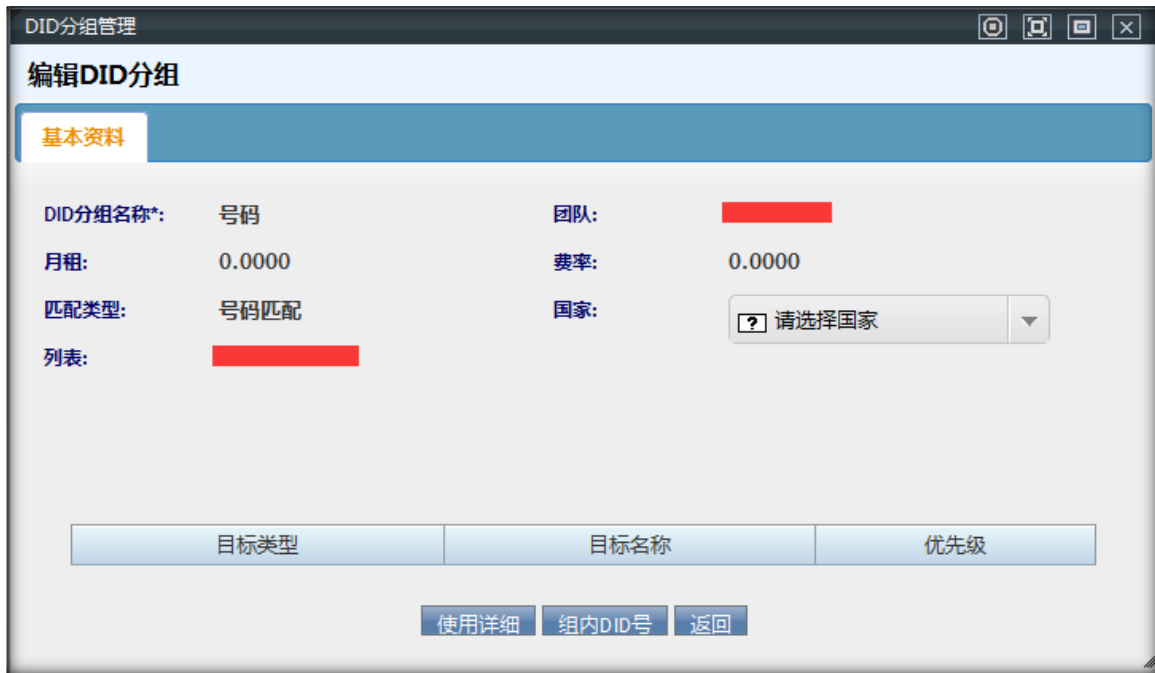 DID分组管理
编辑DID分组
基本资料
DID分组名称*: 号码 团队:
月租: 0.0000 费率: 0.0000
匹配类型: 号码匹配 国家: ? 请选择国家
列表:
目标类型 目标名称 优先级
使用详细 组内DID号 返回